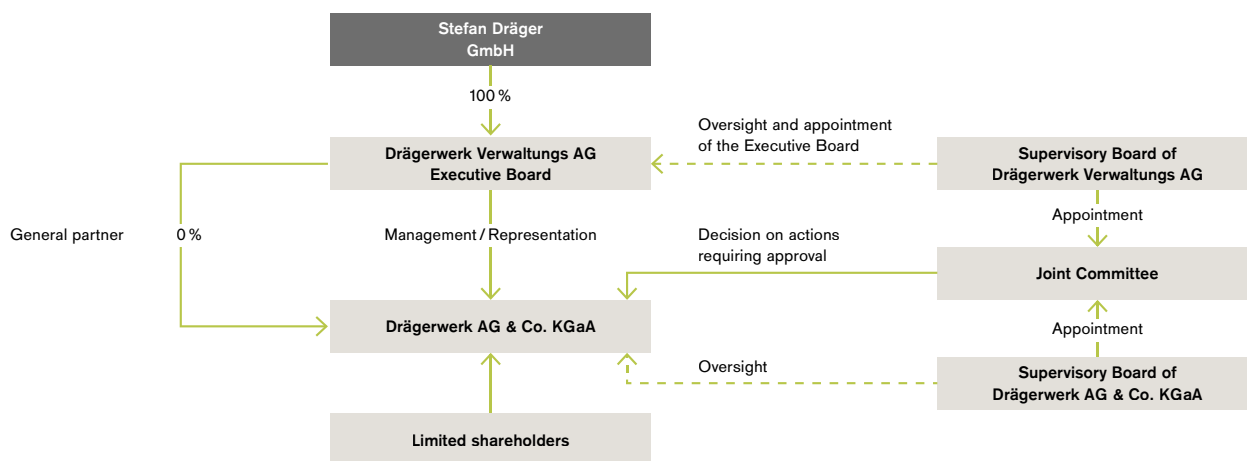 Stefan Dräger
GmbH
100 %
Oversight and appointment
of the Executive Board
Drägerwerk Verwaltungs AG
Executive Board
Supervisory Board of
Drägerwerk Verwaltungs AG
Appointment
General partner
0 %
Management / Representation
Decision on actions
requiring approval
Joint Committee
Drägerwerk AG & Co. KGaA
Appointment
Oversight
Supervisory Board of
Drägerwerk AG & Co. KGaA
Limited shareholders